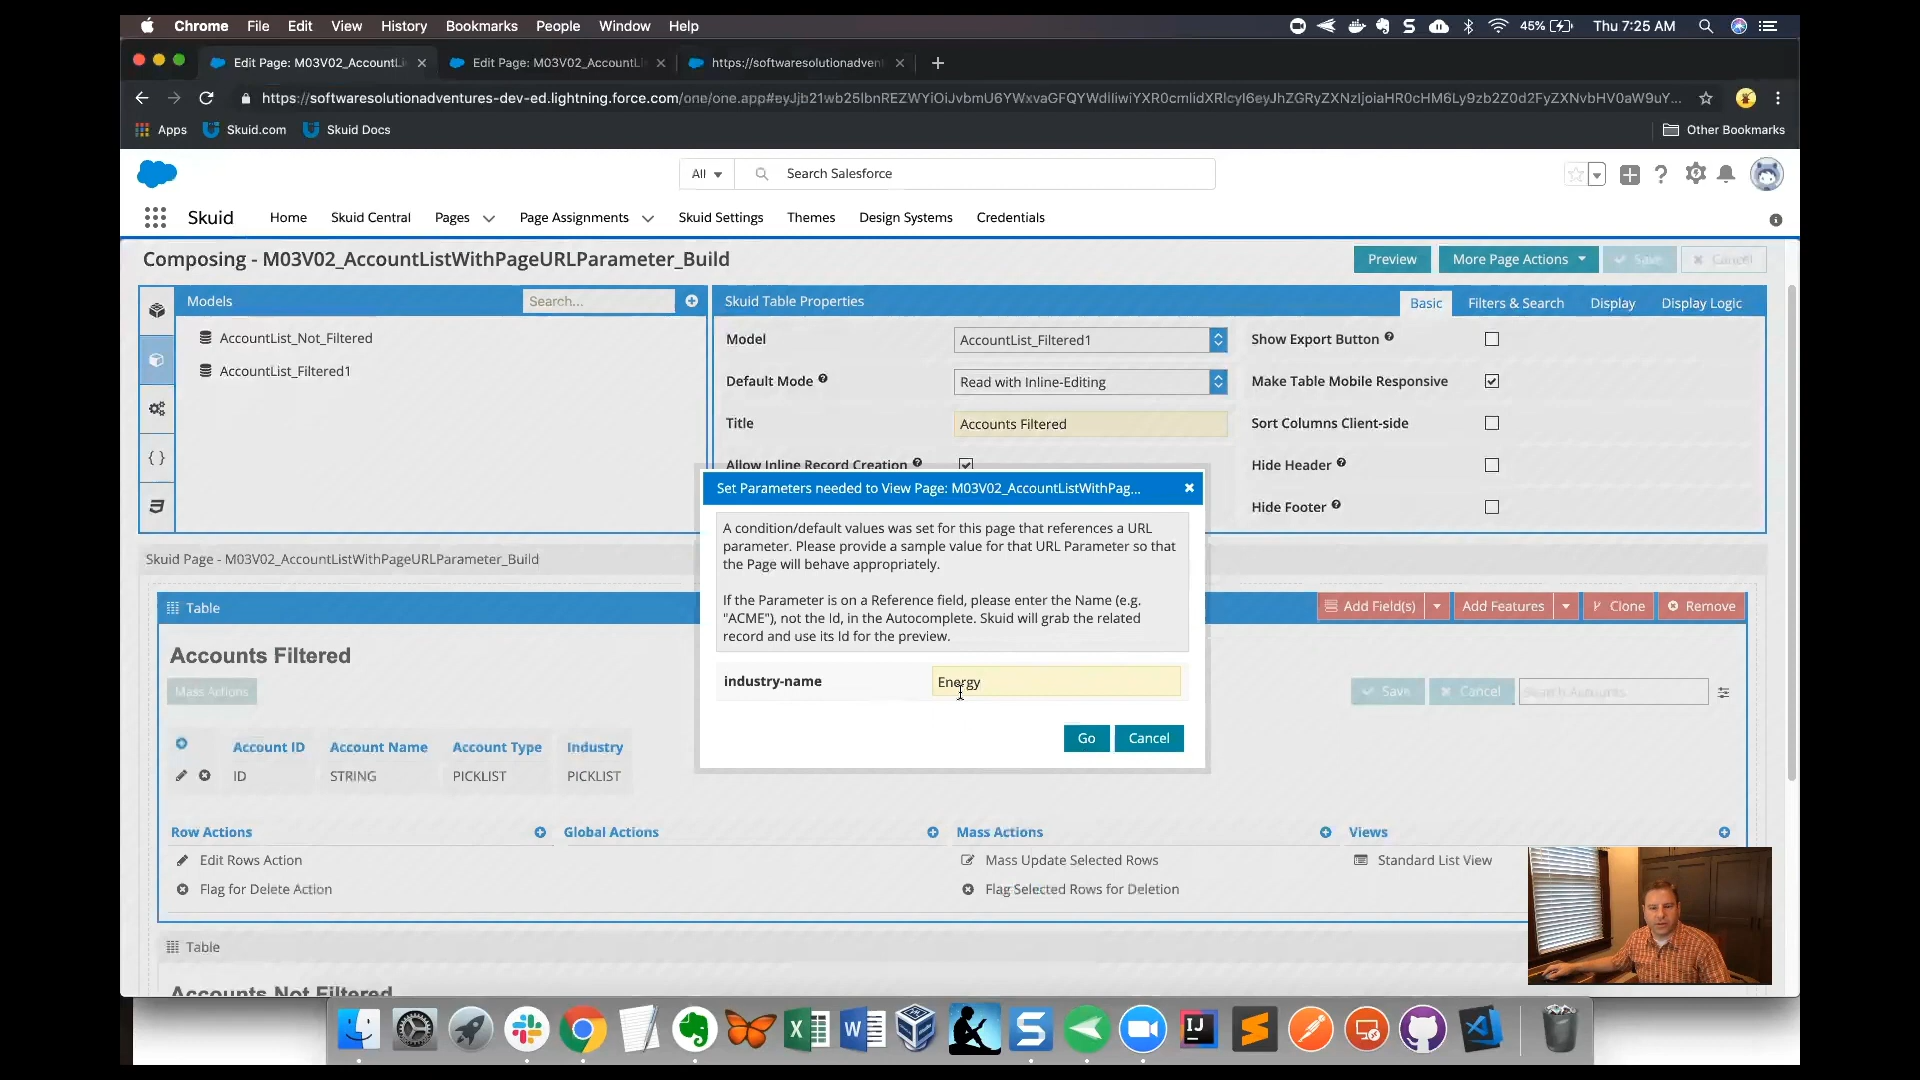 Chrome File Edit View History Bookmarks People Window Help
45% Thu 7:25 AM
Edit Page: M03V02_AccountLi
Edit Page: M03V02_AccountLi
https://softwaresolutionadven
https://softwaresolutionadventures-dev-ed.lightning.force.com
Apps Skuid.com Skuid Docs Other Bookmarks
All Search Salesforce
Skuid Home Skuid Central Pages Page Assignments Skuid Settings Themes Design Systems Credentials
Composing - M03V02_AccountListWithPageURLParameter_Build Preview More Page Actions Save Cancel
Models Search... Skuid Table Properties Basic Filters & Search Display Display Logic
AccountList_Not_Filtered
AccountList_Filtered1
Model AccountList_Filtered1 Show Export Button
Default Mode Read with Inline-Editing Make Table Mobile Responsive
Title Accounts Filtered Sort Columns Client-side
Allow Inline Record Creation Hide Header
Hide Footer
Set Parameters needed to View Page: M03V02_AccountListWithPag...
A condition/default values was set for this page that references a URL
parameter. Please provide a sample value for that URL Parameter so that
the Page will behave appropriately.
If the Parameter is on a Reference field, please enter the Name (e.g.
"ACME"), not the Id, in the Autocomplete. Skuid will grab the related
record and use its Id for the preview.
industry-name Energy
Go Cancel
Skuid Page - M03V02_AccountListWithPageURLParameter_Build
Table Add Field(s) Add Features Clone Remove
Accounts Filtered
Mass Actions Save Cancel Search Accounts
Account ID Account Name Account Type Industry
ID STRING PICKLIST PICKLIST
Row Actions Global Actions Mass Actions Views
Edit Rows Action Mass Update Selected Rows Standard List View
Flag for Delete Action Flag Selected Rows for Deletion
Table
Accounts Not Filtered